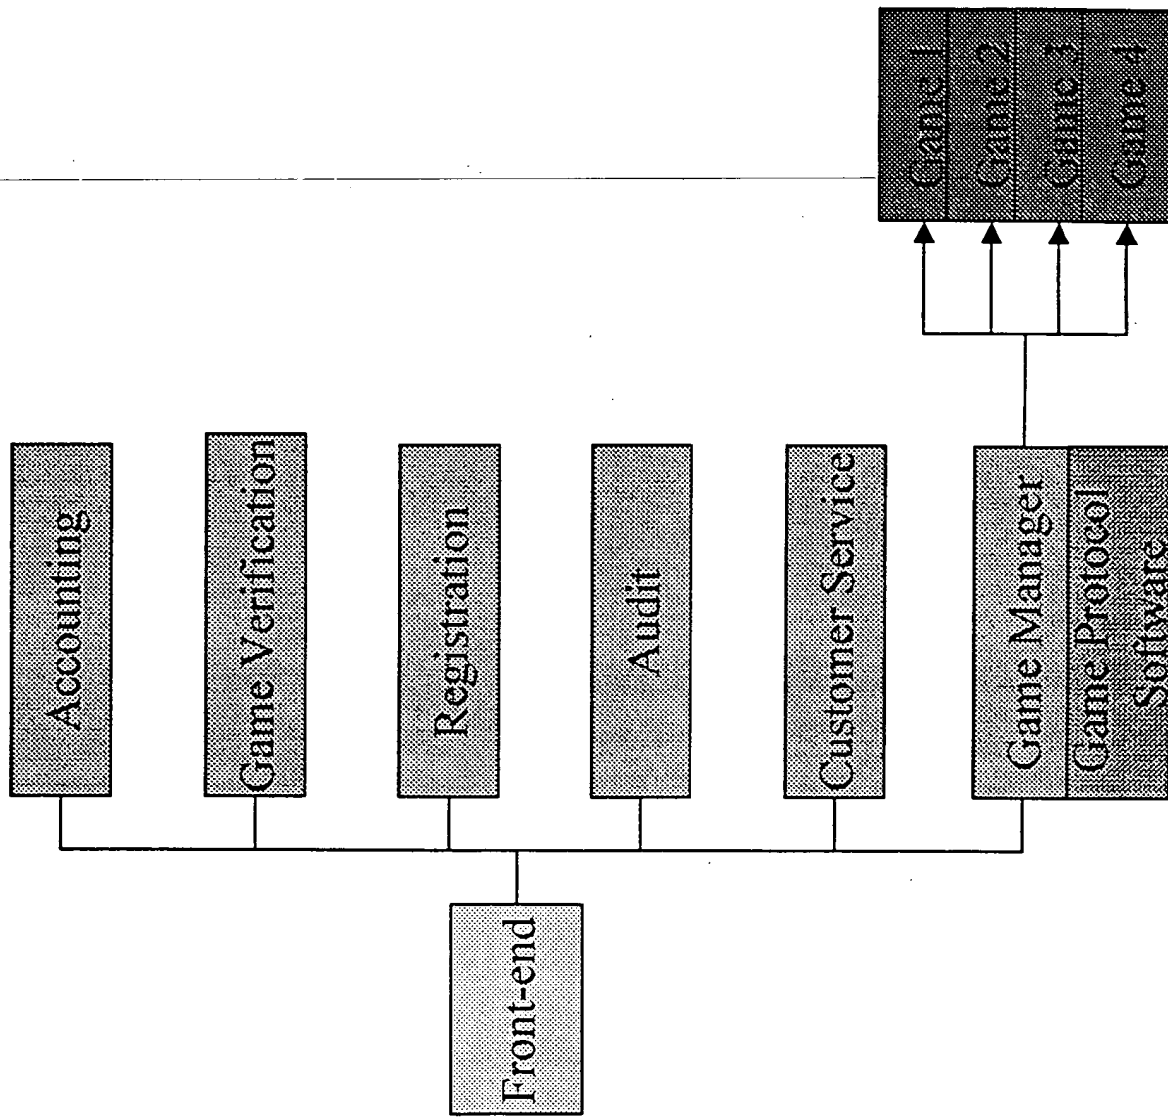 Front-end
Accounting
Game Verification
Registration
Audit
Customer Service
Game Manager
Game Protocol
Software
Game 1
Game 2
Game 3
Game 4